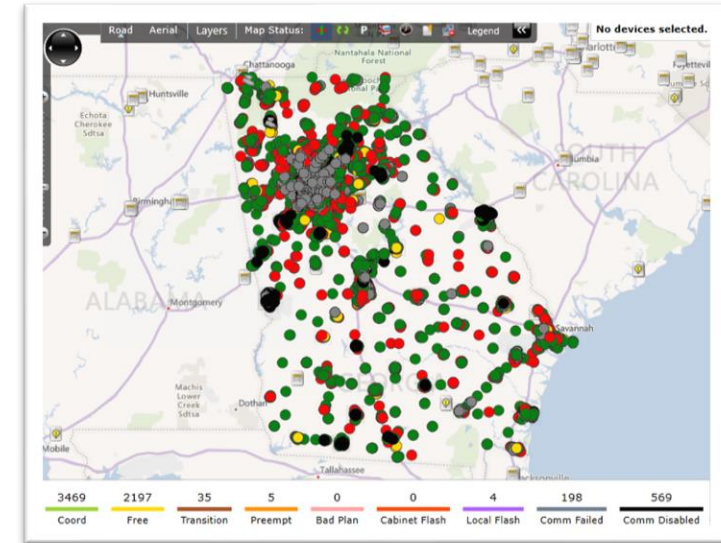 Road Aerial Layers Map Status: P Legend
No devices selected.
Nantahala National
Forest
Chattanooga
Huntsville
Echota
Cherokee
Sdtsa
SOUTH
CAROLINA
ALABAMA
Montgomery
Savannah
GEORGIA
Machis
Lower
Creek
Sdtsa
Dothan
Mobile
Tallahassee
3469 2197 35 5 0 0 4 198 569
Coord Free Transition Preempt Bad Plan Cabinet Flash Local Flash Comm Failed Comm Disabled